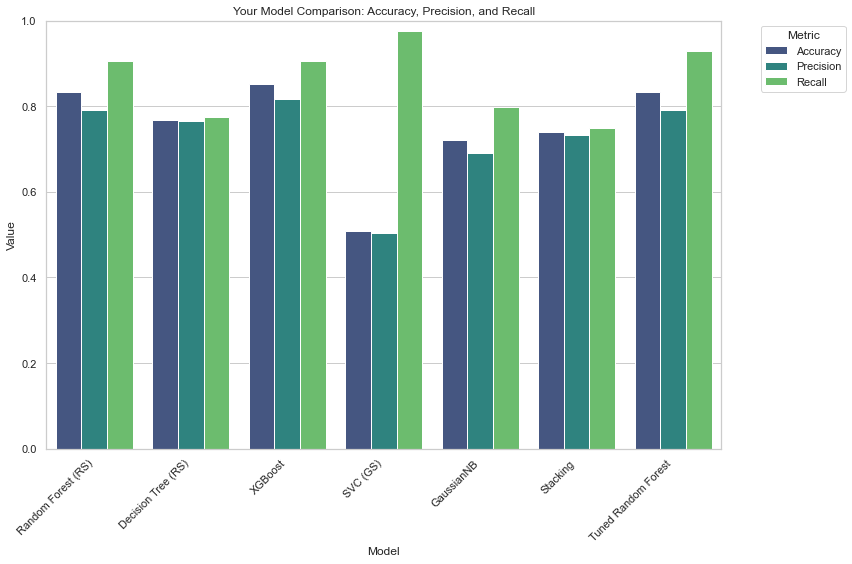 Your Model Comparison: Accuracy, Precision, and Recall
Metric
Accuracy
Precision
Recall
1.0
0.8
0.6
0.4
0.2
0.0
Value
Random Forest (RS)
Decision Tree (RS)
XGBoost
SVC (GS)
GaussianNB
Stacking
Tuned Random Forest
Model